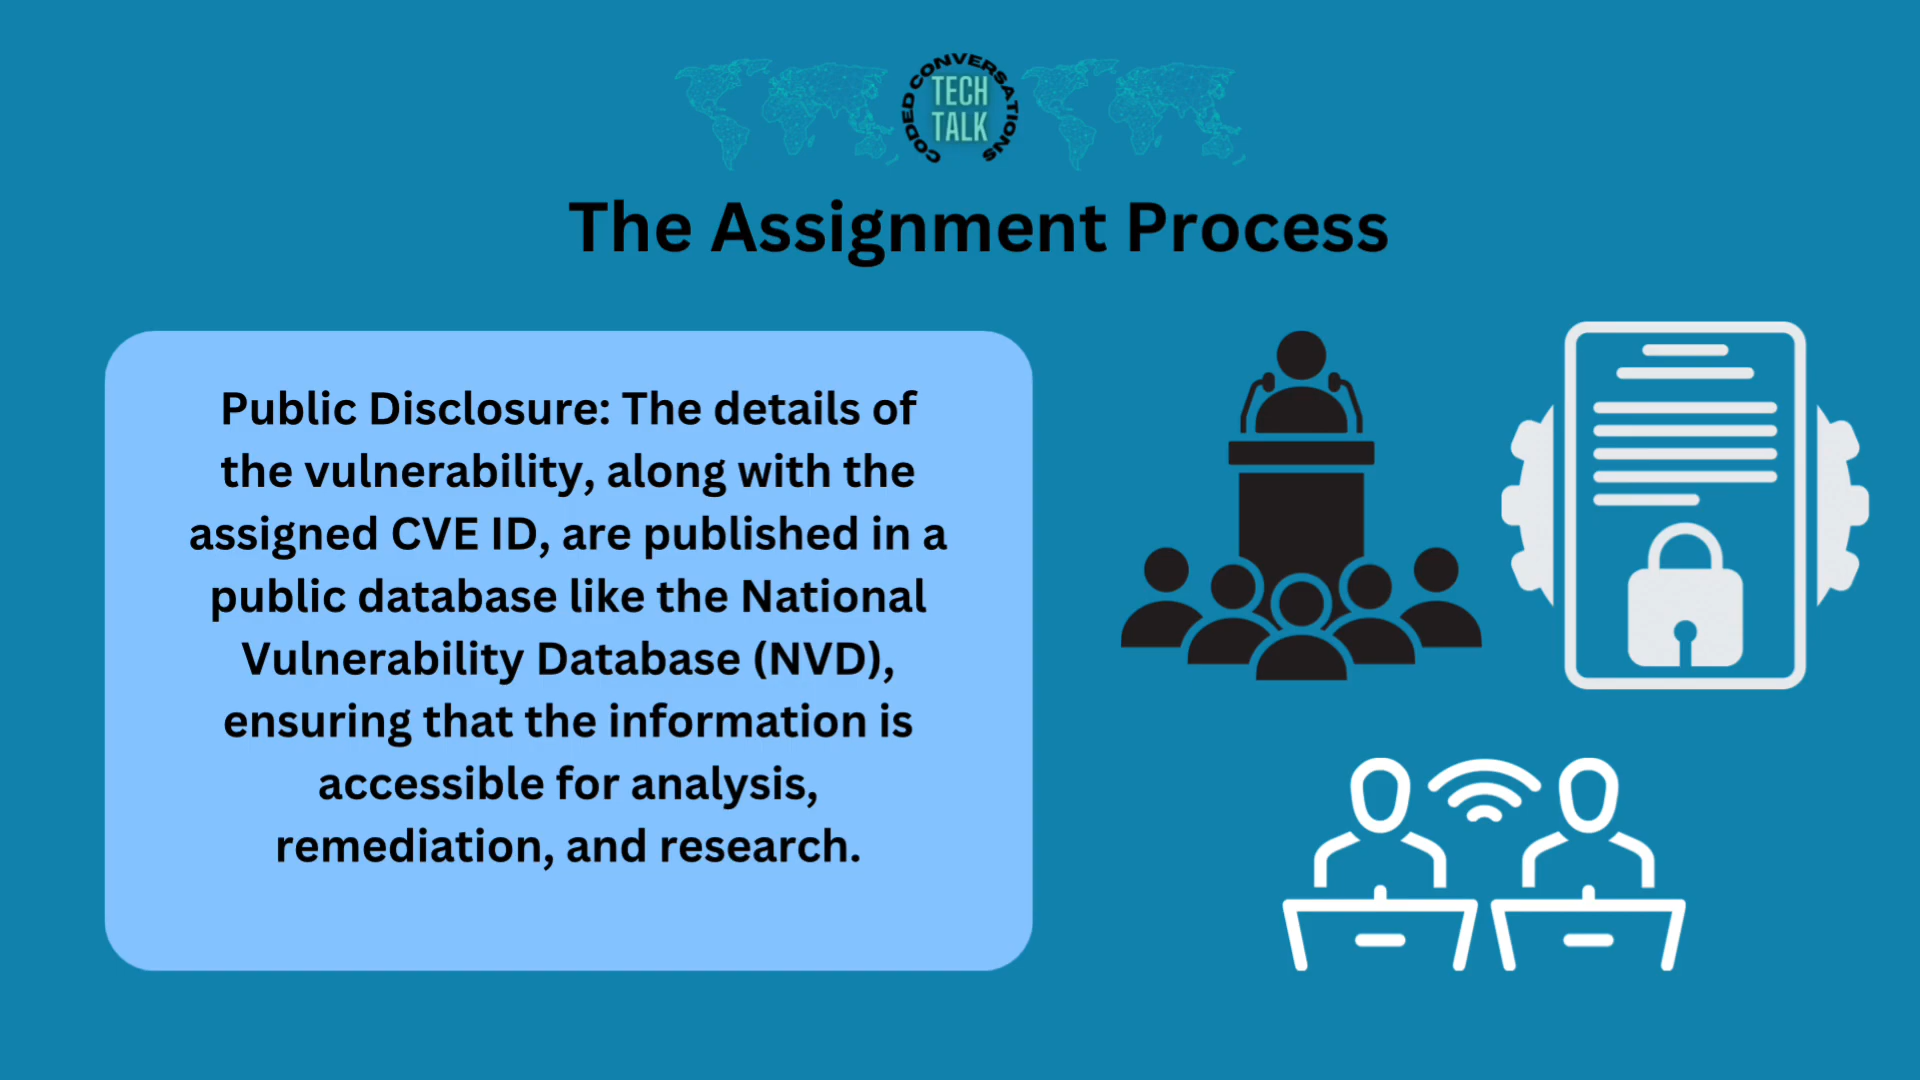 CODED CONVERSATIONS
TECH
TALK
The Assignment Process
Public Disclosure: The details of
the vulnerability, along with the
assigned CVE ID, are published in a
public database like the National
Vulnerability Database (NVD),
ensuring that the information is
accessible for analysis,
remediation, and research.